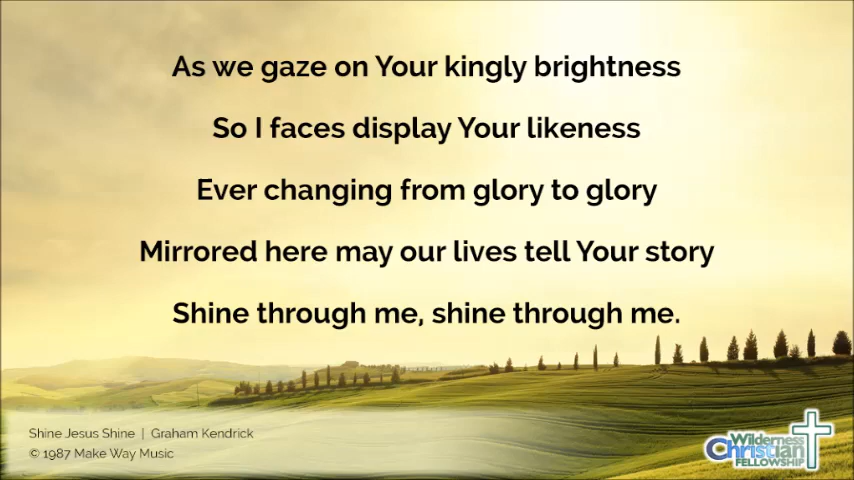 As we gaze on Your kingly brightness
So I faces display Your likeness
Ever changing from glory to glory
Mirrored here may our lives tell Your story
Shine through me, shine through me.
Shine Jesus Shine | Graham Kendrick
© 1987 Make Way Music
Wilderness
Christian
FELLOWSHIP